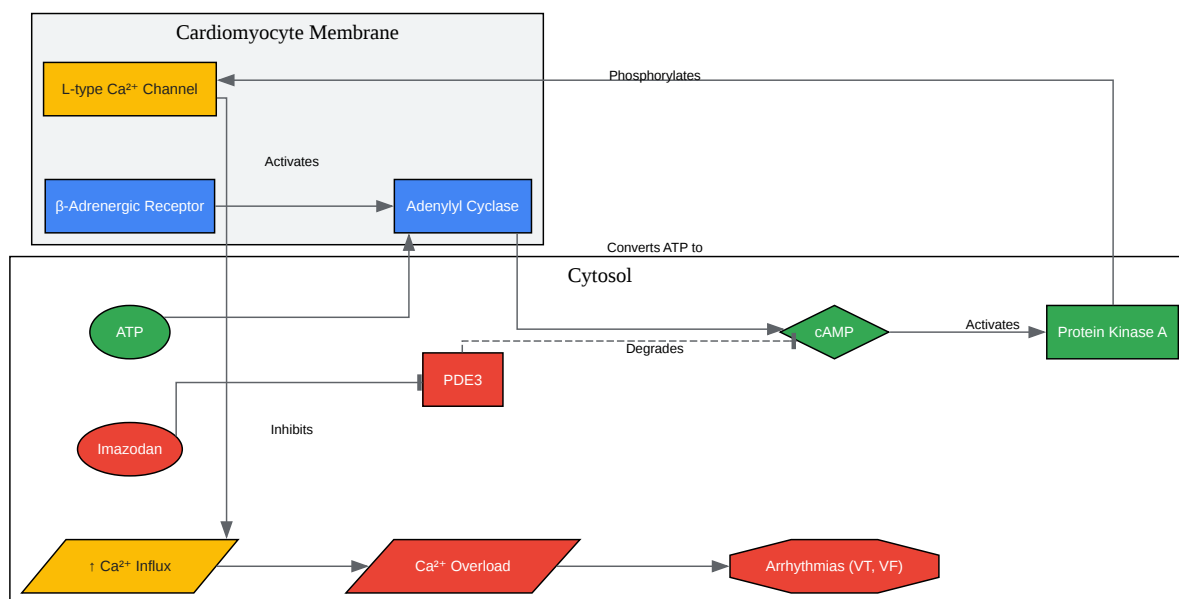 Cardiomyocyte Membrane
Phosphorylates
L-type Ca²⁺ Channel
Activates
β-Adrenergic Receptor
Adenylyl Cyclase
Converts ATP to
Cytosol
ATP
cAMP
Activates
Protein Kinase A
Degrades
PDE3
Inhibits
Imazodan
↑ Ca²⁺ Influx
Ca²⁺ Overload
Arrhythmias (VT, VF)